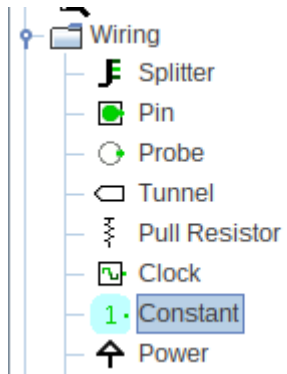 Wiring
Splitter
Pin
Probe
Tunnel
Pull Resistor
Clock
1 Constant
Power